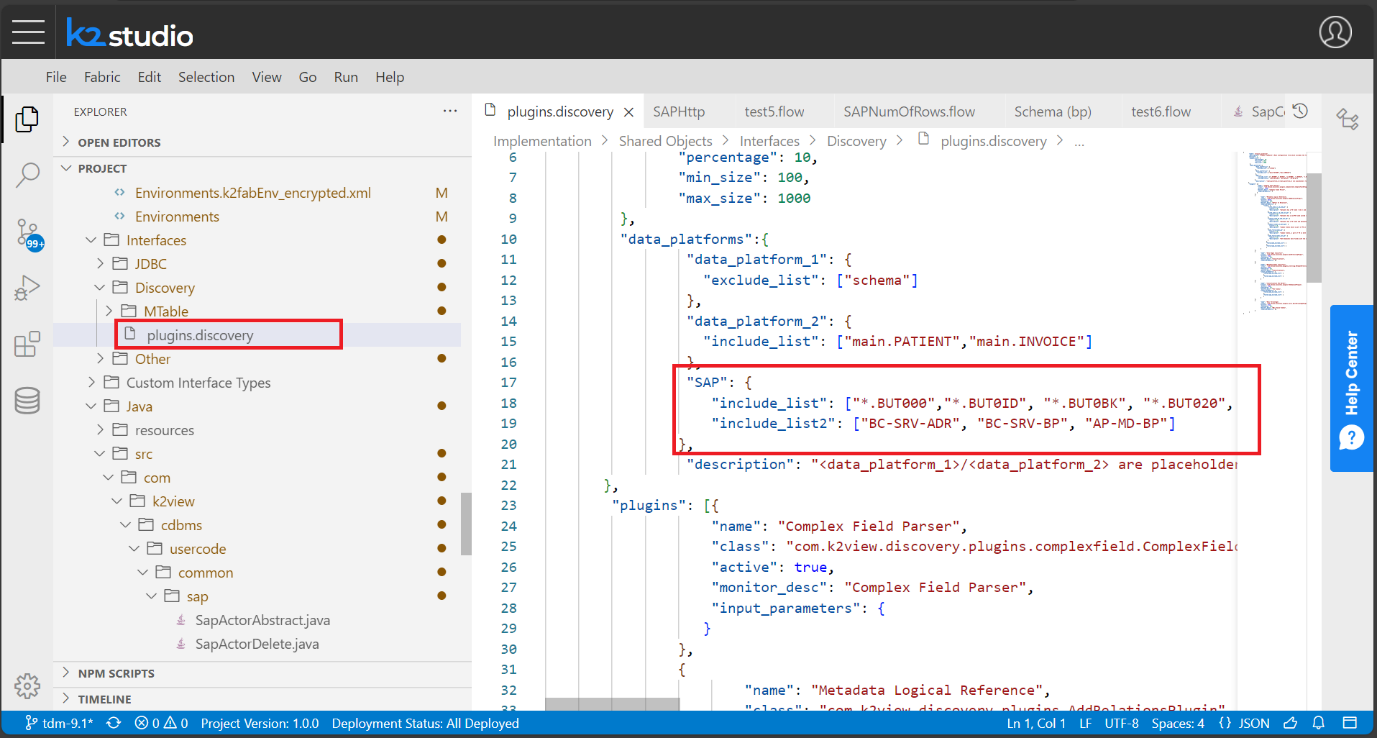 k2studio
File Fabric Edit Selection View Go Run Help
EXPLORER
OPEN EDITORS
PROJECT
Environments.k2fabEnv_encrypted.xml M
Environments M
Interfaces
JDBC
Discovery
MTable
plugins.discovery
Other
Custom Interface Types
Java
resources
src
com
k2view
cdbms
usercode
common
sap
SapActorAbstract.java
SapActorDelete.java
NPM SCRIPTS
TIMELINE
99+
plugins.discovery SAPHttp test5.flow SAPNumOfRows.flow Schema (bp) test6.flow SapCo
Implementation > Shared Objects > Interfaces > Discovery > plugins.discovery > ...
6 "percentage": 10,
7 "min_size": 100,
8 "max_size": 1000
9 },
10 "data_platforms":{
11 "data_platform_1": {
12 "exclude_list": ["schema"]
13 },
14 "data_platform_2": {
15 "include_list": ["main.PATIENT","main.INVOICE"]
16 },
17 "SAP": {
18 "include_list": ["*.BUT000","*.BUT0ID", "*.BUT0BK", "*.BUT020",
19 "include_list2": ["BC-SRV-ADR", "BC-SRV-BP", "AP-MD-BP"]
20 },
21 "description": "<data_platform_1>/<data_platform_2> are placeholder
22 },
23 "plugins": [{
24 "name": "Complex Field Parser",
25 "class": "com.k2view.discovery.plugins.complexfield.ComplexField
26 "active": true,
27 "monitor_desc": "Complex Field Parser",
28 "input_parameters": {
29 }
30 },
31 {
32 "name": "Metadata Logical Reference",
33 "class": "com.k2view.discovery.plugins.AddRelationsPlugin"
Help Center
tdm-9.1* 0 0 Project Version: 1.0.0 Deployment Status: All Deployed Ln 1, Col 1 LF UTF-8 Spaces: 4 {} JSON